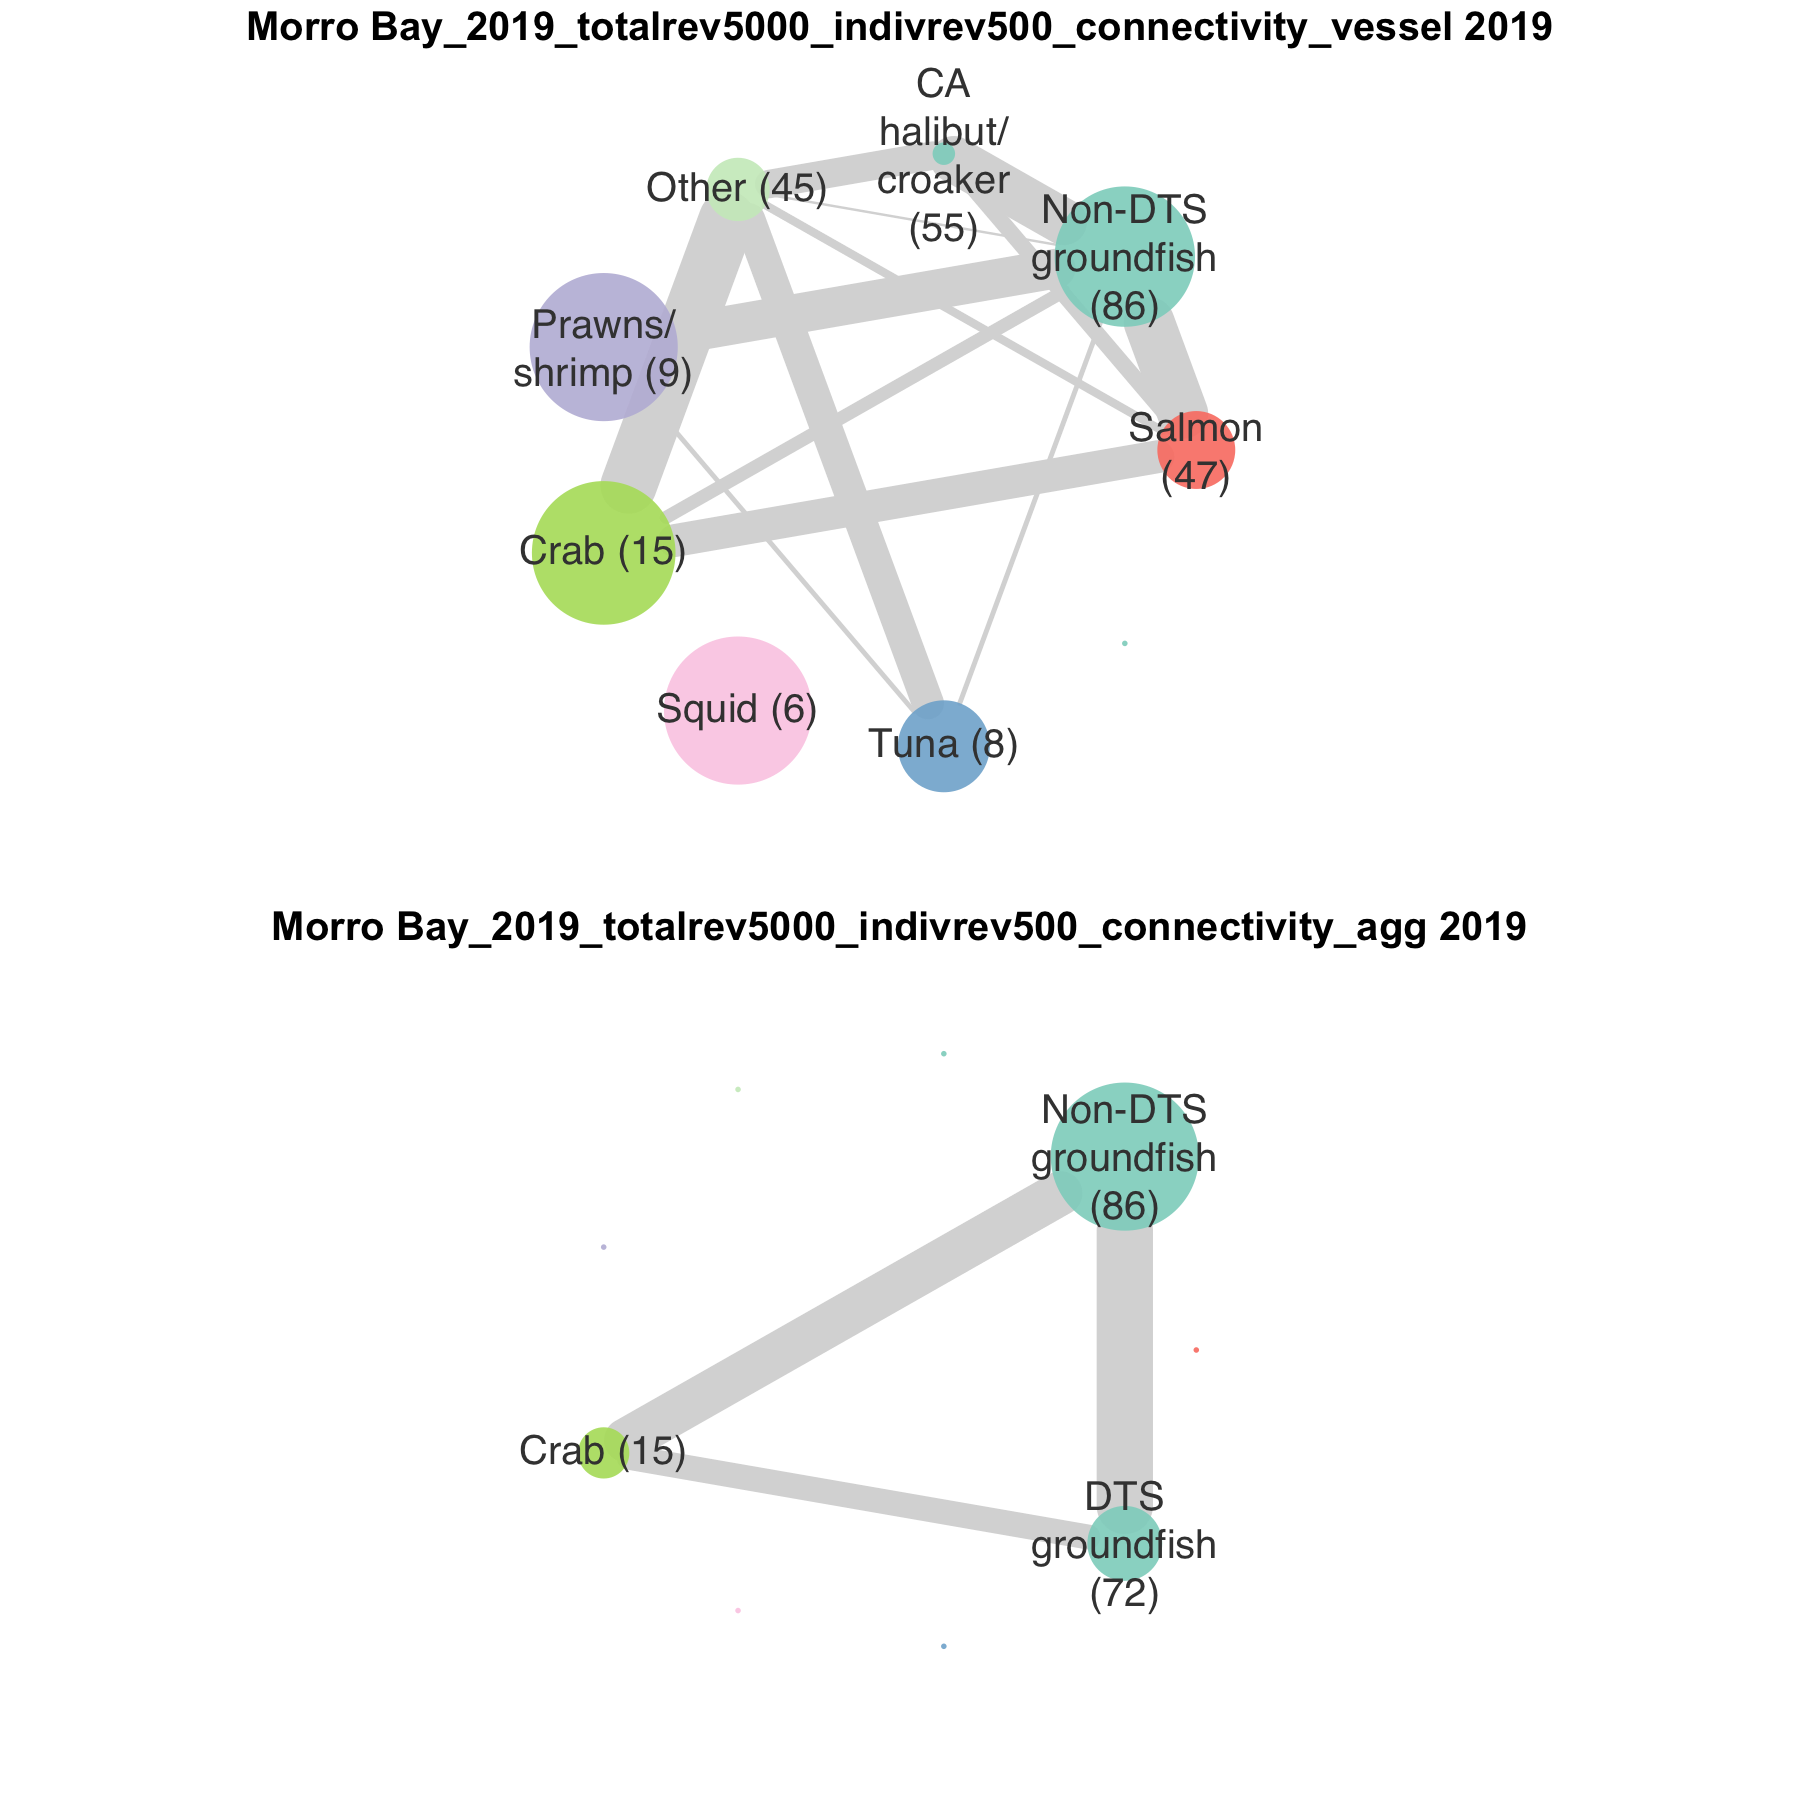 Morro Bay_2019_totalrev5000_indivrev500_connectivity_vessel 2019
CA
halibut/
croaker
(55)
Other (45)
Non-DTS
groundfish
(86)
Prawns/
shrimp (9)
Salmon
(47)
Crab (15)
Squid (6)
Tuna (8)
Morro Bay_2019_totalrev5000_indivrev500_connectivity_agg 2019
Non-DTS
groundfish
(86)
Crab (15)
DTS
groundfish
(72)